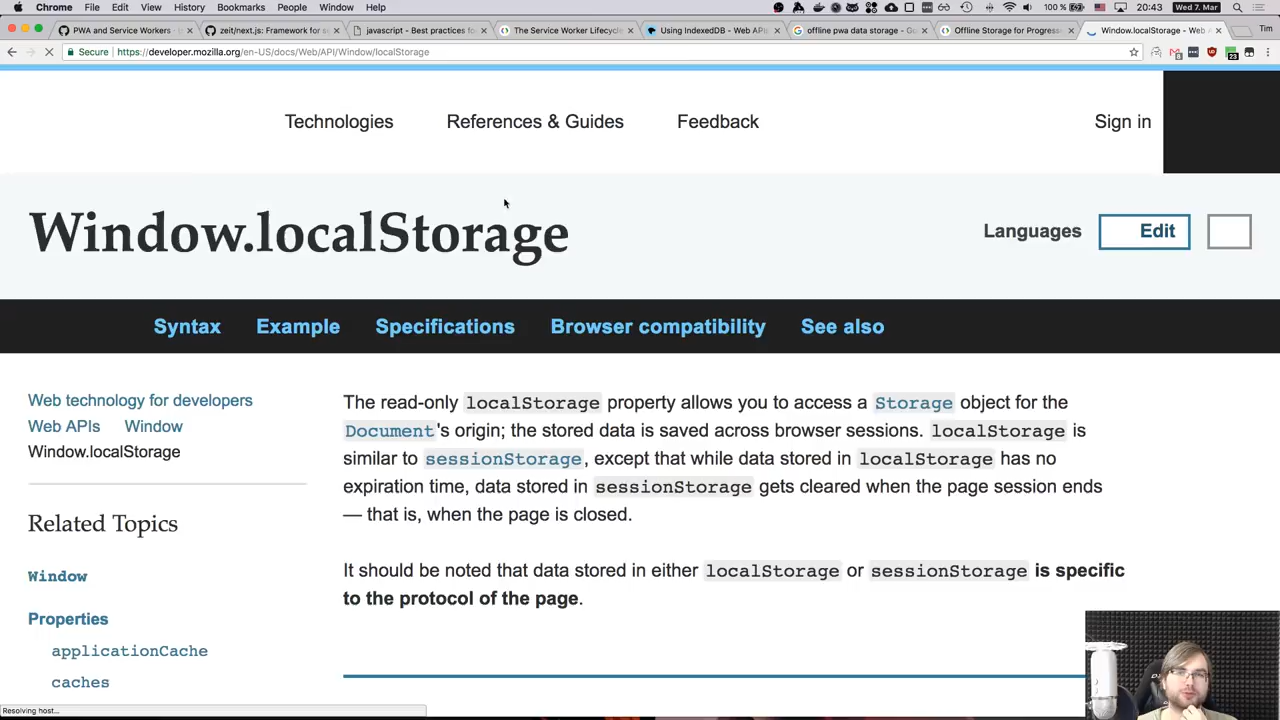 Chrome File Edit View History Bookmarks People Window Help 100 % 20:43 Wed 7. Mar
PWA and Service Workers
zeit/next.js: Framework for s
javascript - Best practices fo
The Service Worker Lifecycle
Using IndexedDB - Web APIs
offline pwa data storage - G
Offline Storage for Progress
Window.localStorage - Web A
Tim
Secure https://developer.mozilla.org/en-US/docs/Web/API/Window/localStorage
Technologies References & Guides Feedback Sign in
Window.localStorage
Languages Edit
Syntax Example Specifications Browser compatibility See also
Web technology for developers
Web APIs Window
Window.localStorage
Related Topics
Window
Properties
applicationCache
caches
The read-only localStorage property allows you to access a Storage object for the
Document's origin; the stored data is saved across browser sessions. localStorage is
similar to sessionStorage, except that while data stored in localStorage has no
expiration time, data stored in sessionStorage gets cleared when the page session ends
— that is, when the page is closed.
It should be noted that data stored in either localStorage or sessionStorage is specific
to the protocol of the page.
Resolving host...